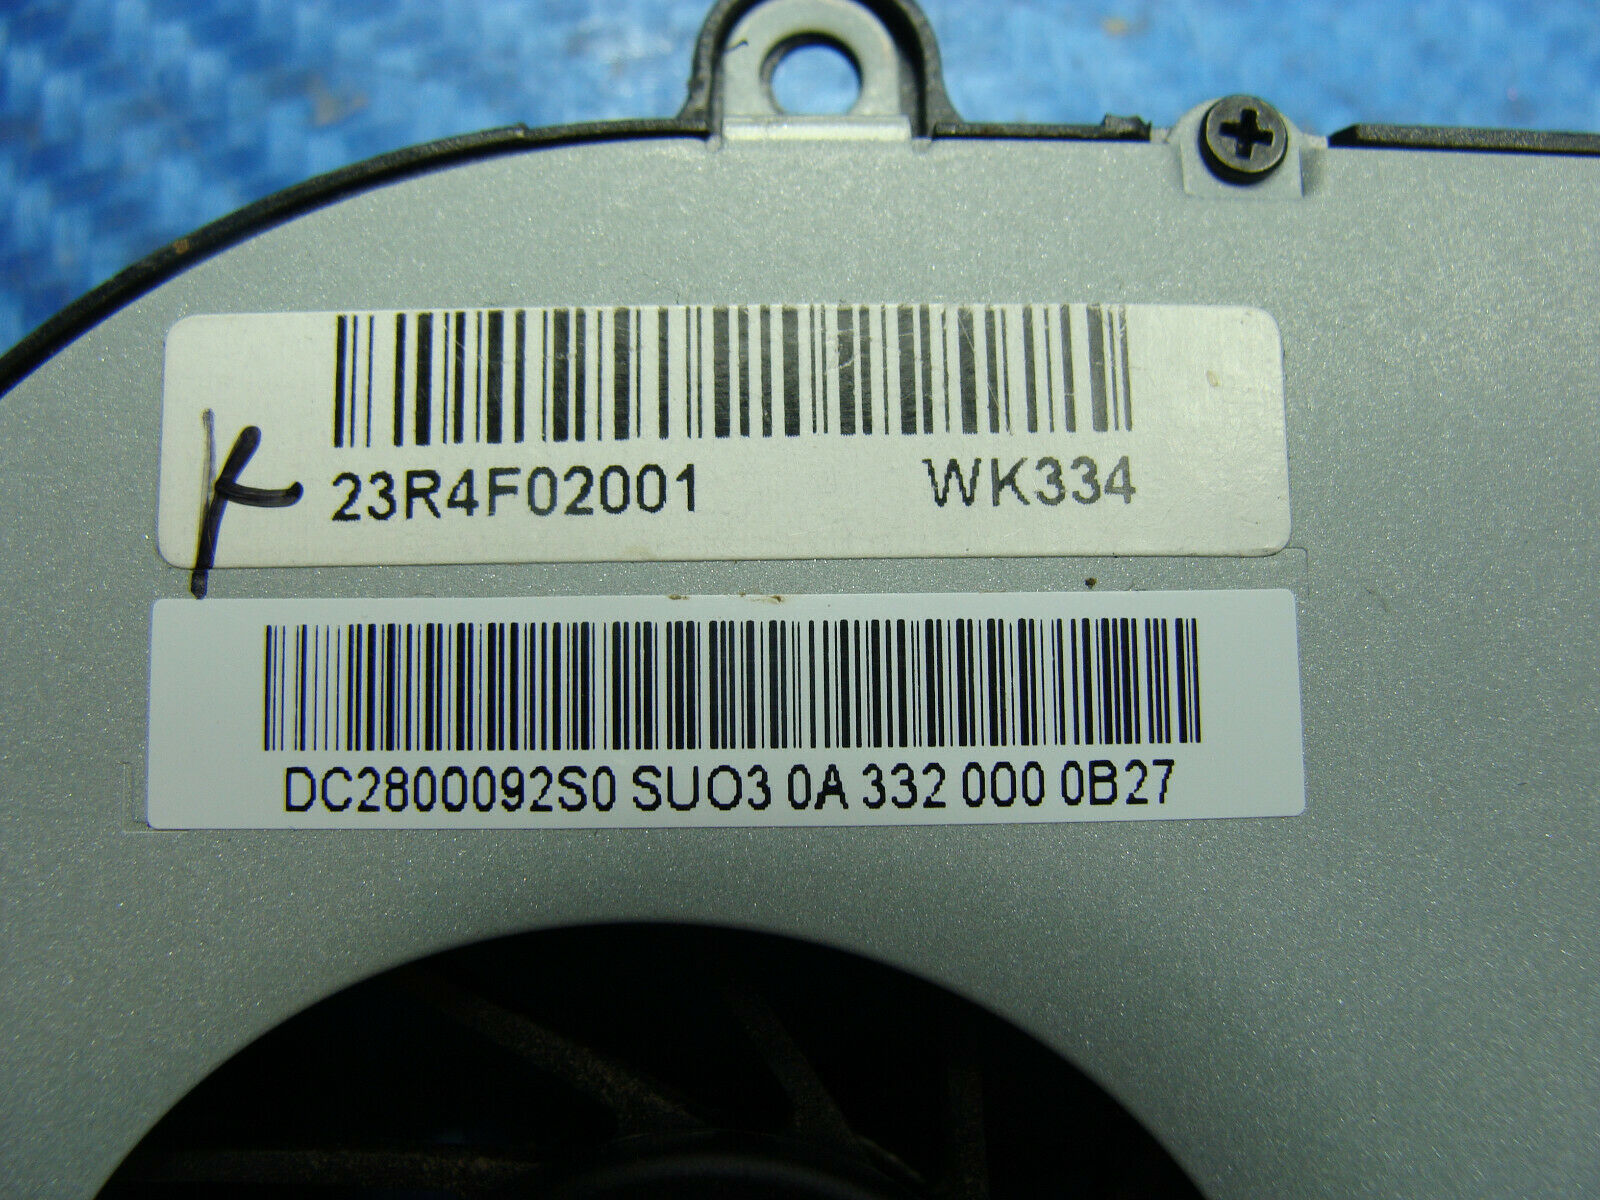 K 23R4F02001 WK334
DC2800092S0 SUO3 0A 332 000 0B27